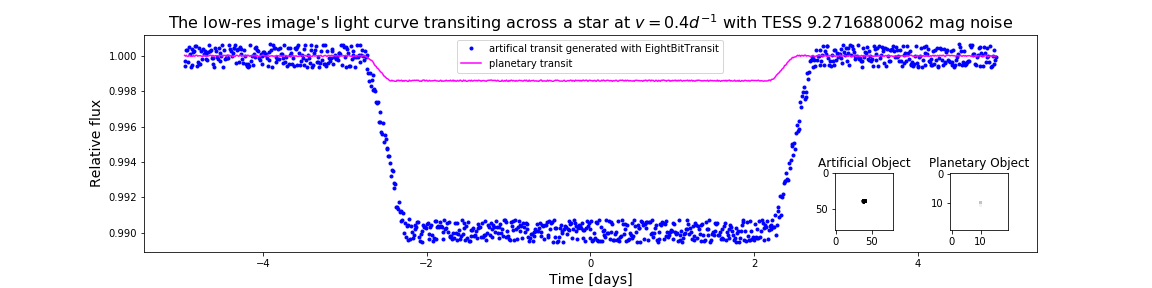 The low-res image's light curve transiting across a star at v = 0.4d⁻¹ with TESS 9.2716880062 mag noise
artifical transit generated with EightBitTransit
planetary transit
Relative flux
1.000
0.998
0.996
0.994
0.992
0.990
Artificial Object
0
50
0 50
Planetary Object
0
10
0 10
−4 −2 0 2 4
Time [days]